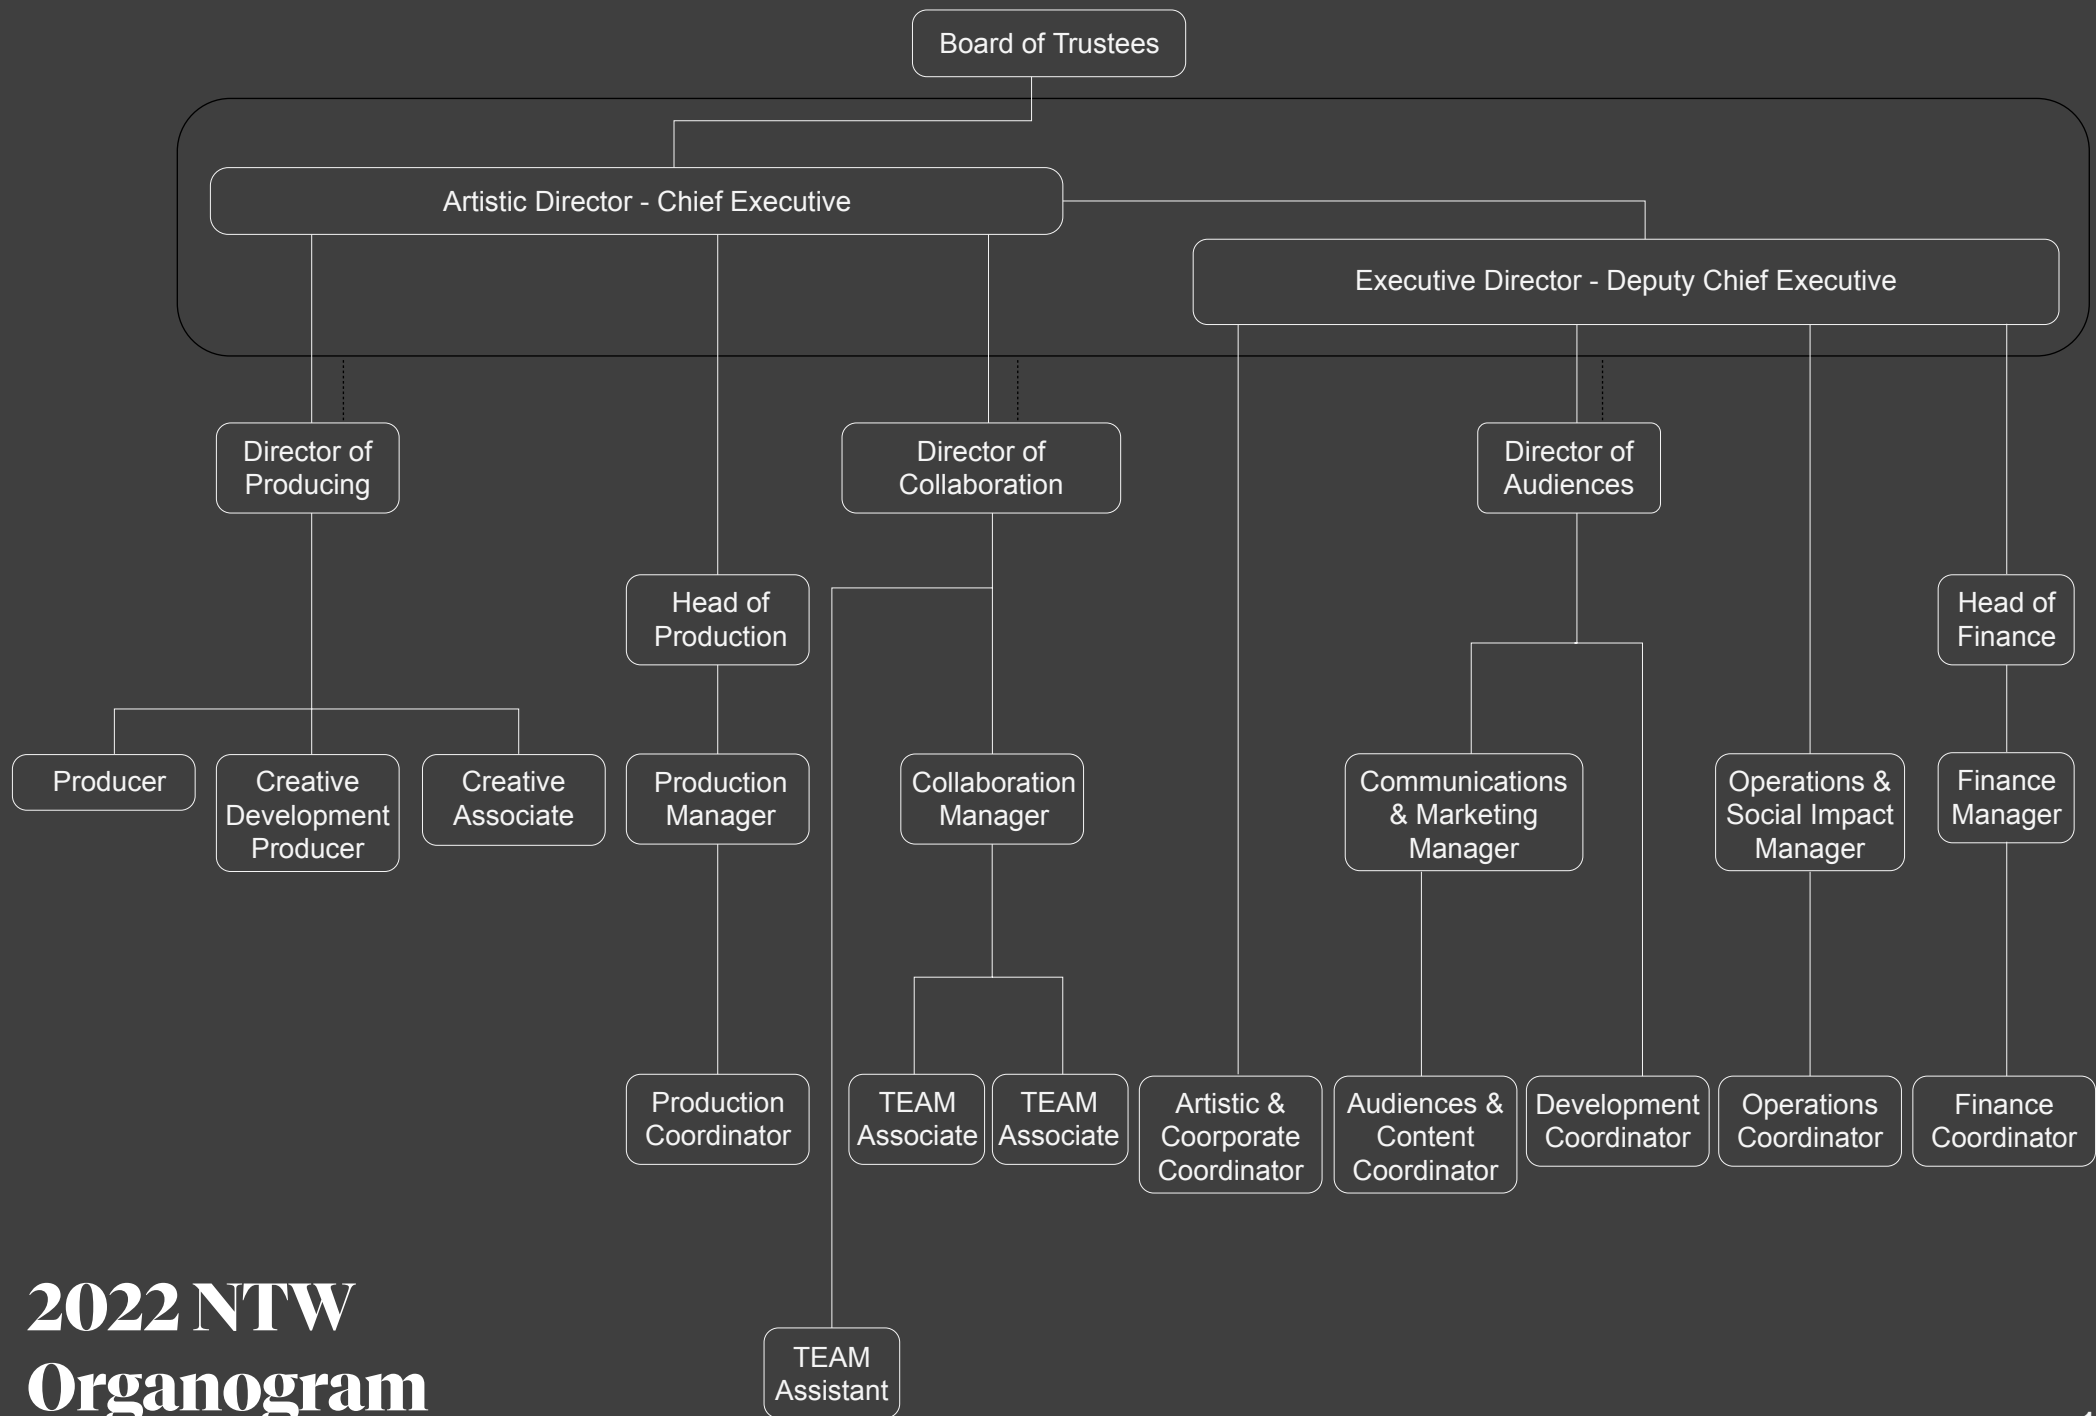 Board of Trustees
Artistic Director - Chief Executive
Executive Director - Deputy Chief Executive
Director of
Producing
Director of
Collaboration
Director of
Audiences
Head of
Production
Head of
Finance
Producer
Creative
Development
Producer
Creative
Associate
Production
Manager
Collaboration
Manager
Communications
& Marketing
Manager
Operations &
Social Impact
Manager
Finance
Manager
Production
Coordinator
TEAM
Associate
TEAM
Associate
Artistic &
Coorporate
Coordinator
Audiences &
Content
Coordinator
Development
Coordinator
Operations
Coordinator
Finance
Coordinator
TEAM
Assistant
2022 NTW
Organogram